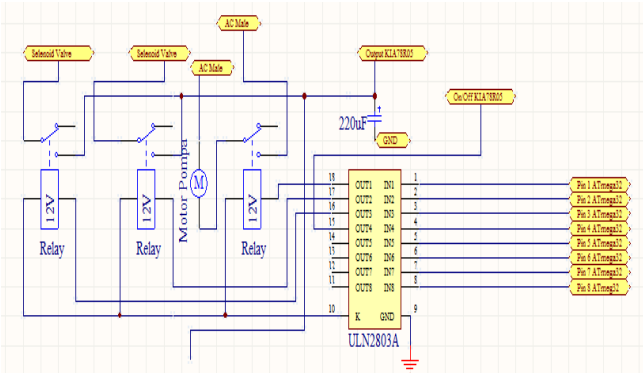 AC Male
Selenoid Valve
Selenoid Valve
AC Male
Output KIA78R05
On/Off KIA78R05
220uF
+
GND
Motor Pompa
M
12V
12V
12V
Relay
Relay
Relay
18 OUT1 IN1 1 Pin 1 ATmega32
17 OUT2 IN2 2 Pin 2 ATmega32
16 OUT3 IN3 3 Pin 3 ATmega32
15 OUT4 IN4 4 Pin 4 ATmega32
14 OUT5 IN5 5 Pin 5 ATmega32
13 OUT6 IN6 6 Pin 6 ATmega32
12 OUT7 IN7 7 Pin 7 ATmega32
11 OUT8 IN8 8 Pin 8 ATmega32
10 K GND 9
ULN2803A